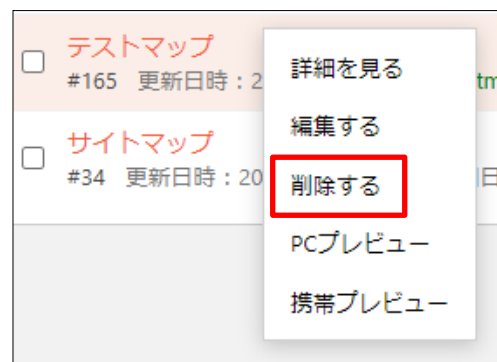 テストマップ
#165 更新日時：2
tm
サイトマップ
#34 更新日時：20
日
詳細を見る
編集する
削除する
PCプレビュー
携帯プレビュー